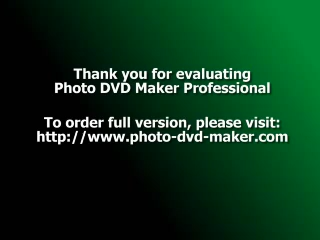 Thank you for evaluating
Photo DVD Maker Professional
To order full version, please visit:
http://www.photo-dvd-maker.com